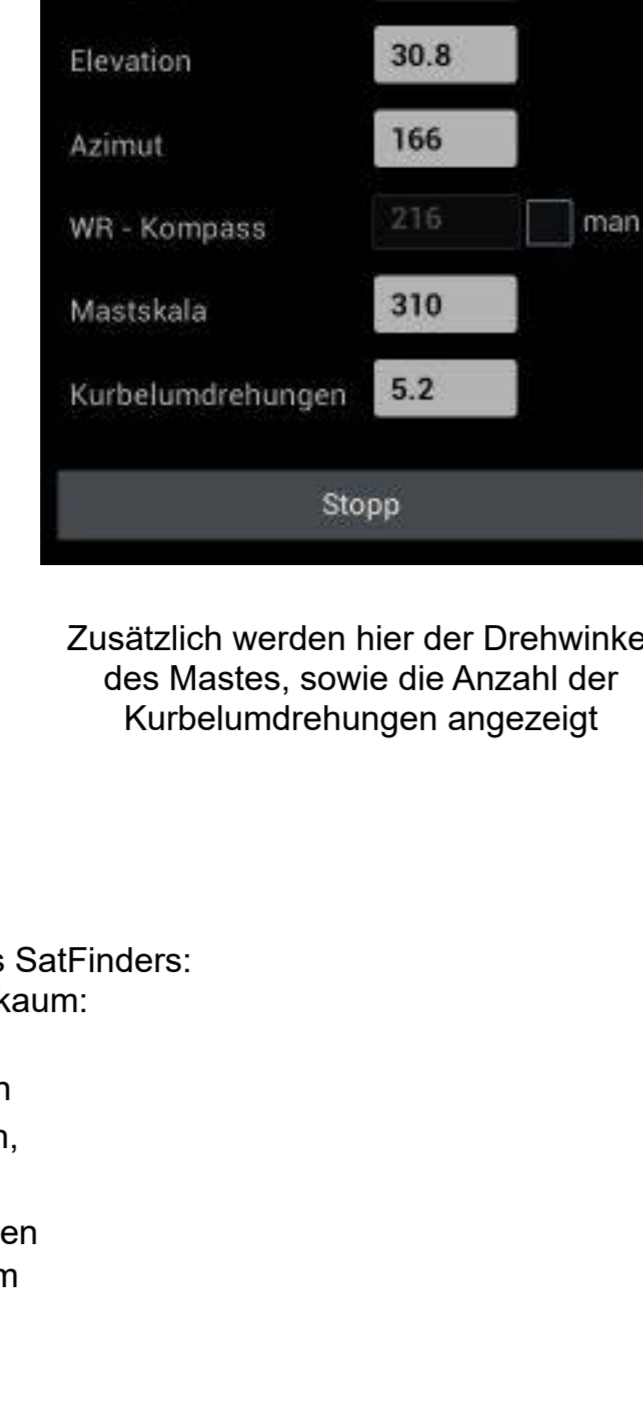 Elevation 30.8
Azimut 166
WR - Kompass 216 man
Mastskala 310
Kurbelumdrehungen 5.2
Stopp
Zusätzlich werden hier der Drehwinke
des Mastes, sowie die Anzahl der
Kurbelumdrehungen angezeigt
s SatFinders:
kaum:
n
n,
en
m